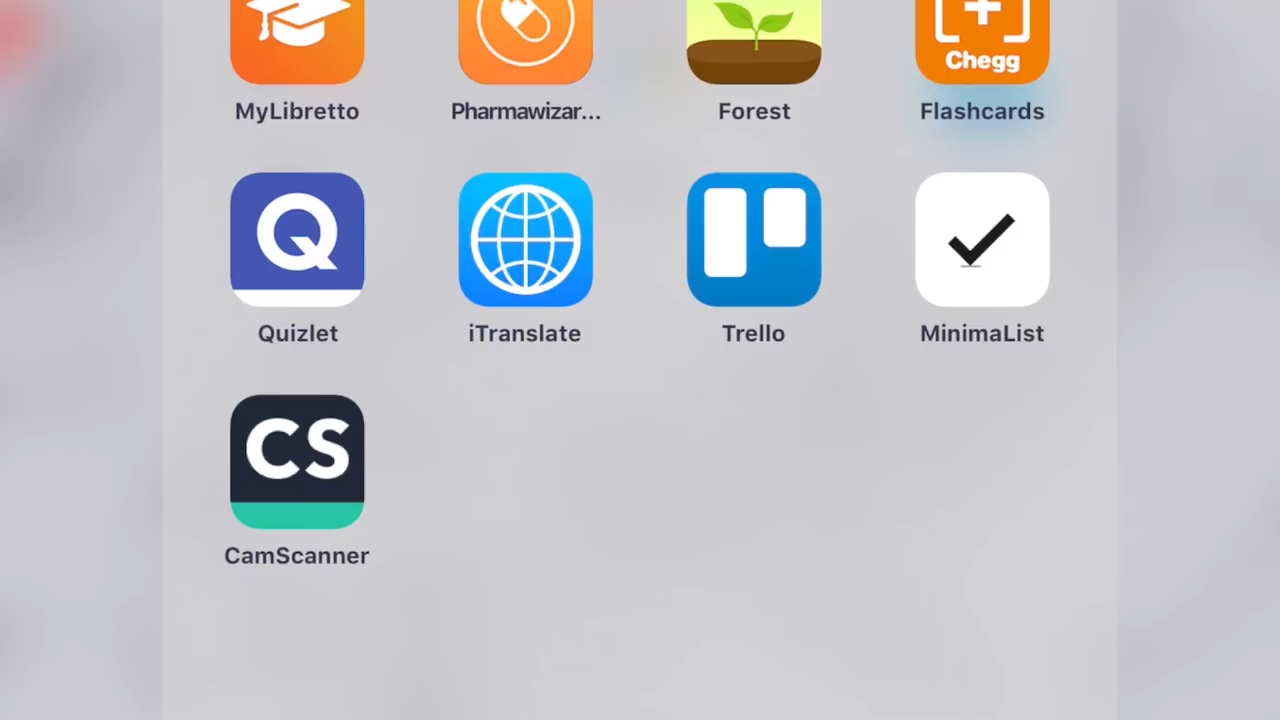 Chegg
MyLibretto Pharmawizar... Forest Flashcards
Q
Quizlet iTranslate Trello MinimaList
CS
CamScanner